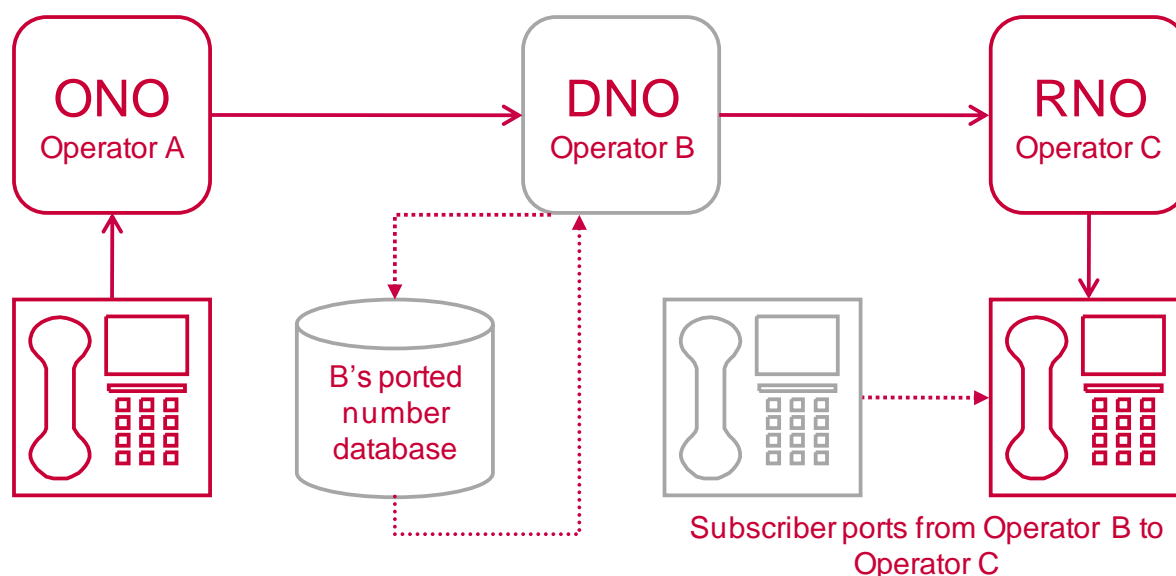 ONO
Operator A
DNO
Operator B
RNO
Operator C
B's ported
number
database
Subscriber ports from Operator B to
Operator C